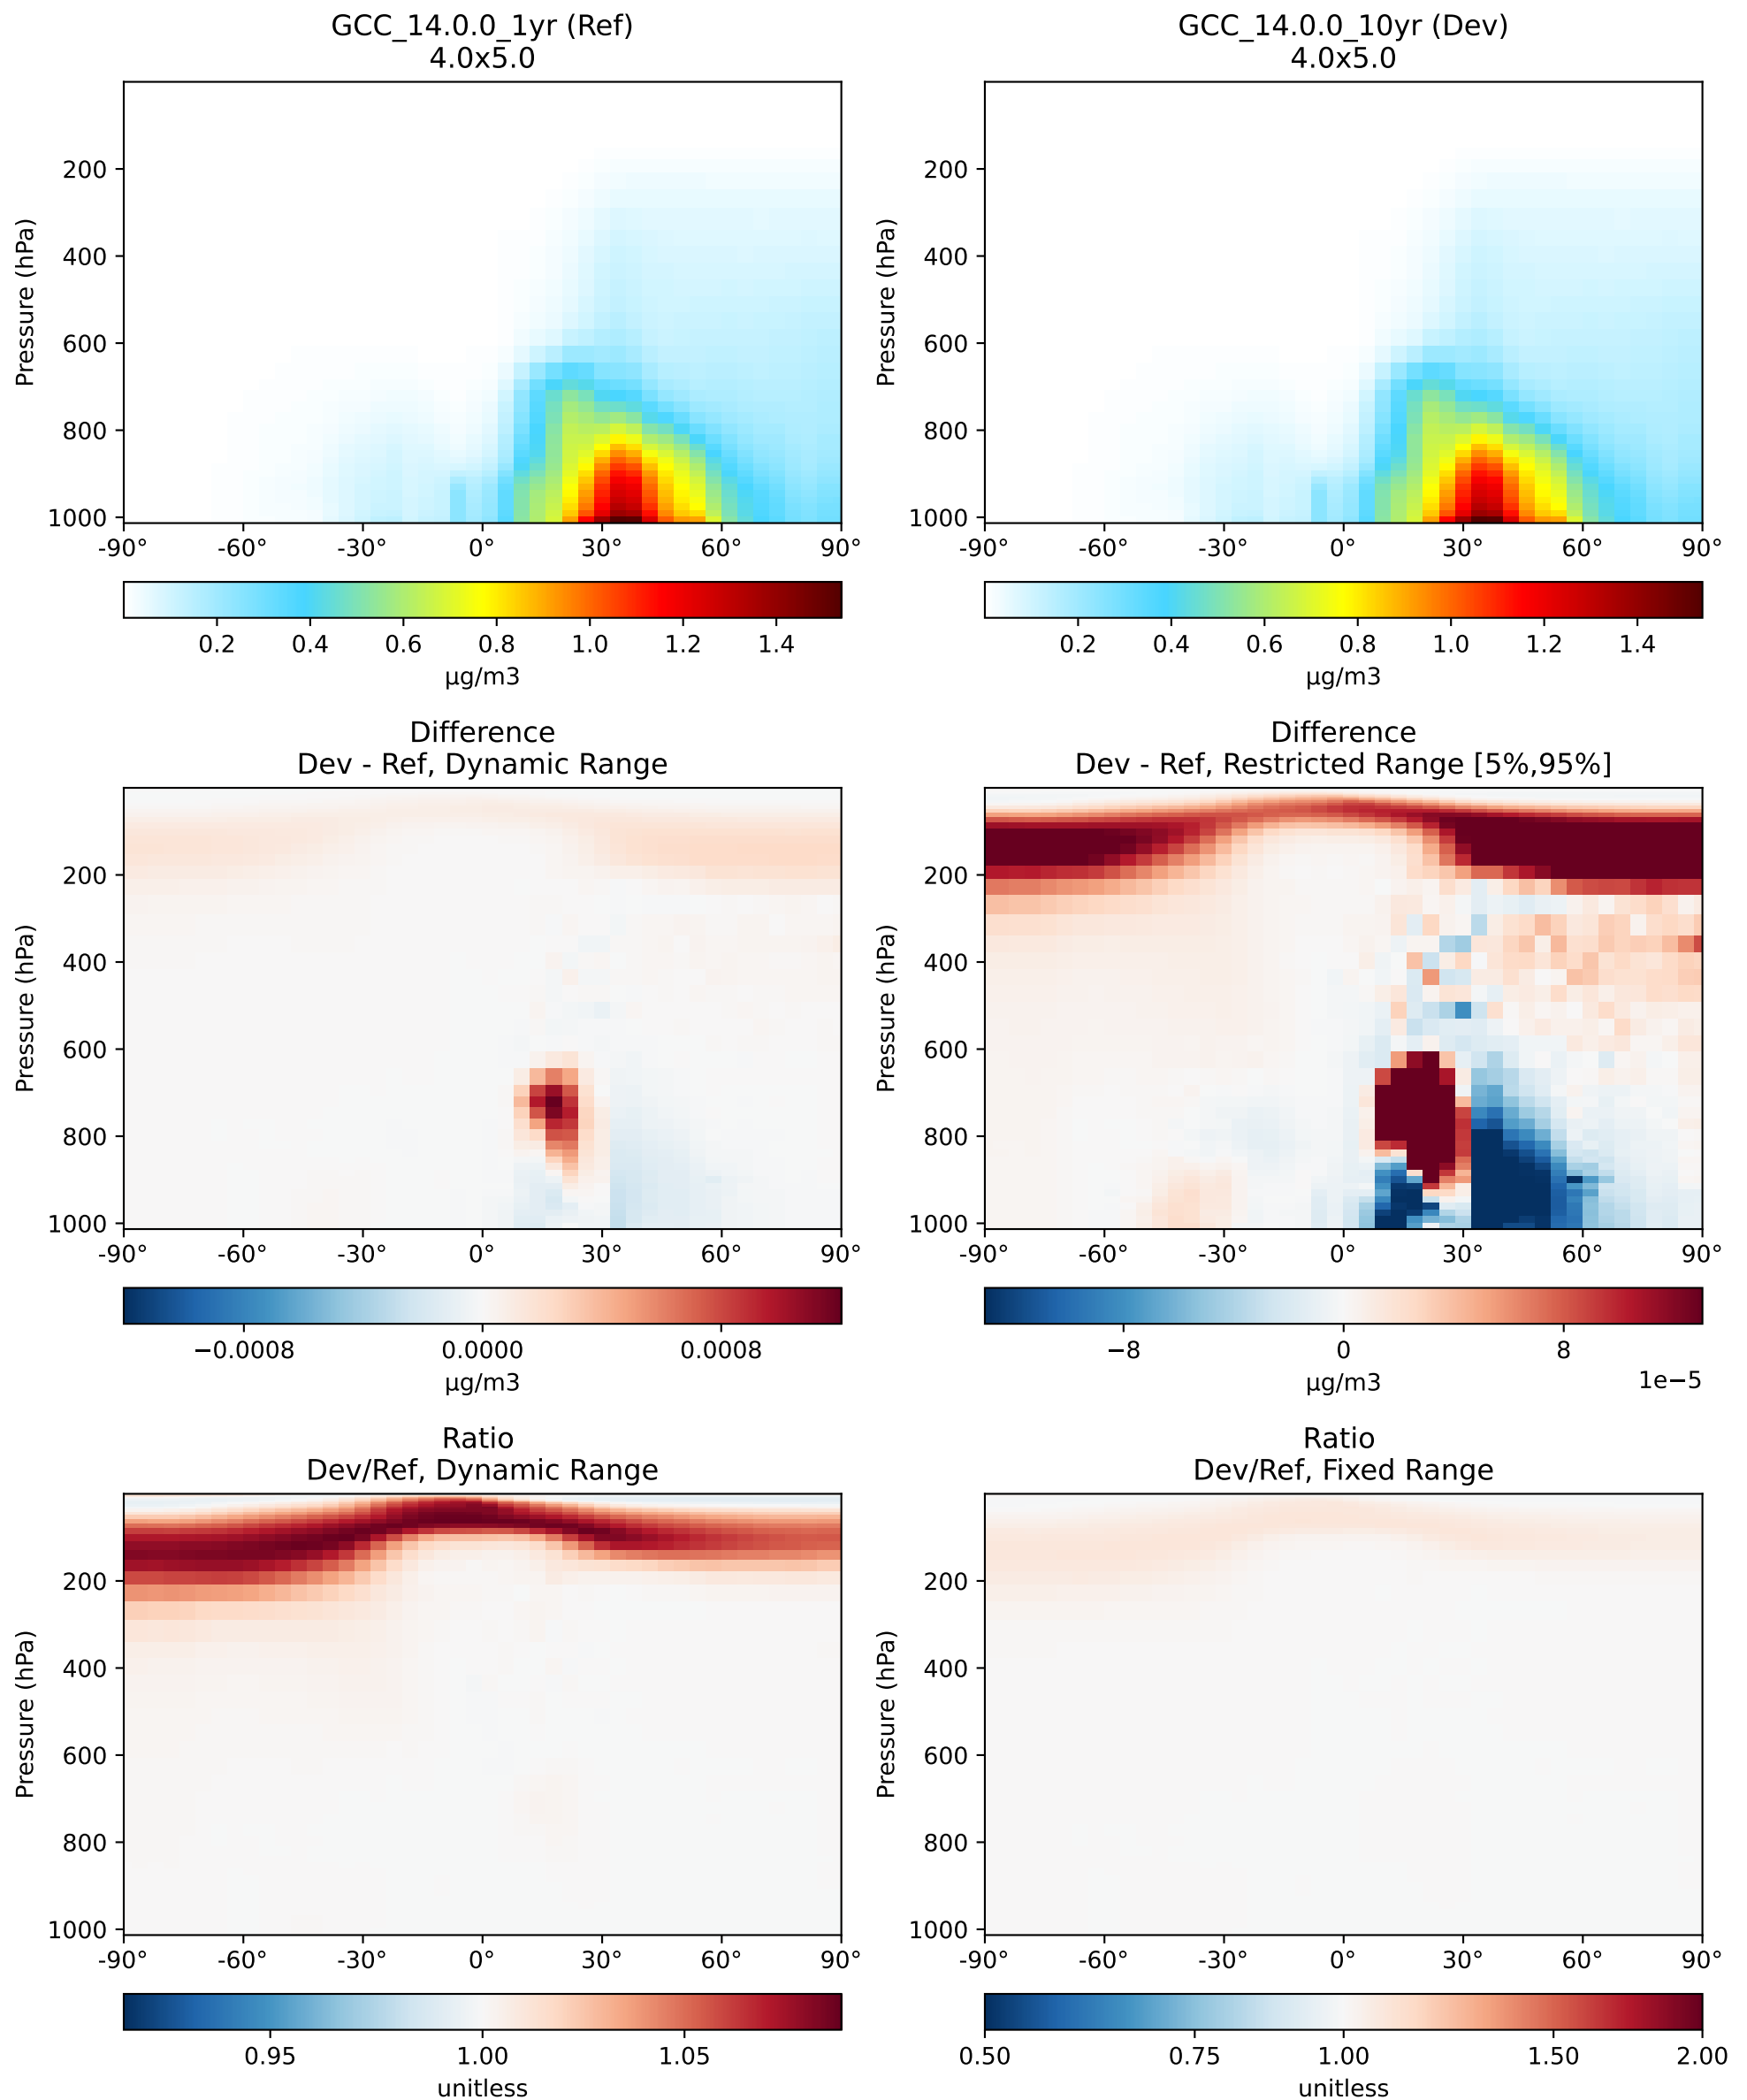 GCC_14.0.0_1yr (Ref)
4.0x5.0
Pressure (hPa)
200
400
600
800
1000
-90° -60° -30° 0° 30° 60° 90°
0.2 0.4 0.6 0.8 1.0 1.2 1.4
µg/m3
GCC_14.0.0_10yr (Dev)
4.0x5.0
Pressure (hPa)
200
400
600
800
1000
-90° -60° -30° 0° 30° 60° 90°
0.2 0.4 0.6 0.8 1.0 1.2 1.4
µg/m3
Difference
Dev - Ref, Dynamic Range
Pressure (hPa)
200
400
600
800
1000
-90° -60° -30° 0° 30° 60° 90°
−0.0008 0.0000 0.0008
µg/m3
Difference
Dev - Ref, Restricted Range [5%,95%]
Pressure (hPa)
200
400
600
800
1000
-90° -60° -30° 0° 30° 60° 90°
−8 0 8
µg/m3 1e−5
Ratio
Dev/Ref, Dynamic Range
Pressure (hPa)
200
400
600
800
1000
-90° -60° -30° 0° 30° 60° 90°
0.95 1.00 1.05
unitless
Ratio
Dev/Ref, Fixed Range
Pressure (hPa)
200
400
600
800
1000
-90° -60° -30° 0° 30° 60° 90°
0.50 0.75 1.00 1.50 2.00
unitless